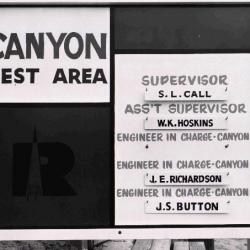 CANYON
EST AREA
SUPERVISOR
S.L. CALL
ASS'T SUPERVISOR
W.K. HOSKINS
ENGINEER IN CHARGE-CANYON
ENGINEER IN CHARGE-CANYON
J.E. RICHARDSON
ENGINEER IN CHARGE-CANYON
J.S. BUTTON
R